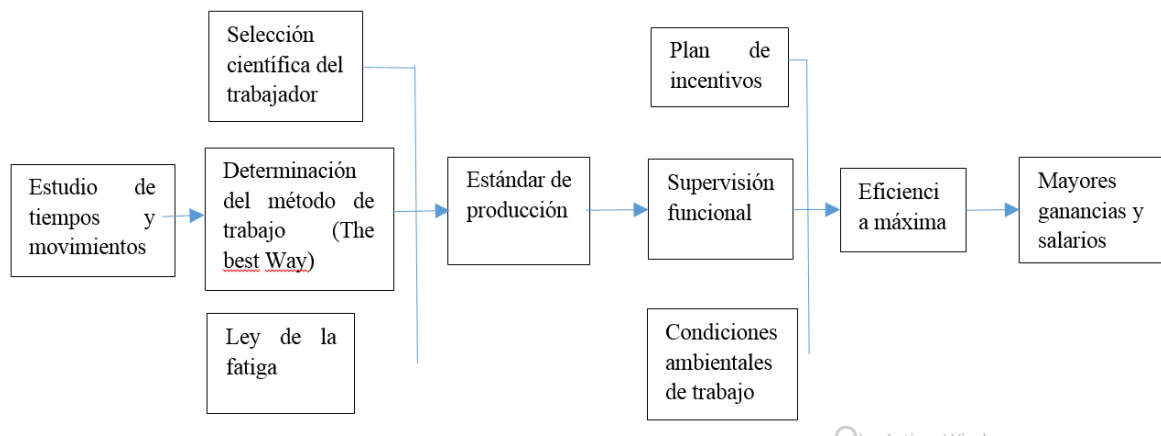 Selección
científica del
trabajador
Plan de
incentivos
Estudio de
tiempos y
movimientos
Determinación
del método de
trabajo (The
best Way)
Estándar de
producción
Supervisión
funcional
Eficienci
a máxima
Mayores
ganancias y
salarios
Ley de la
fatiga
Condiciones
ambientales
de trabajo